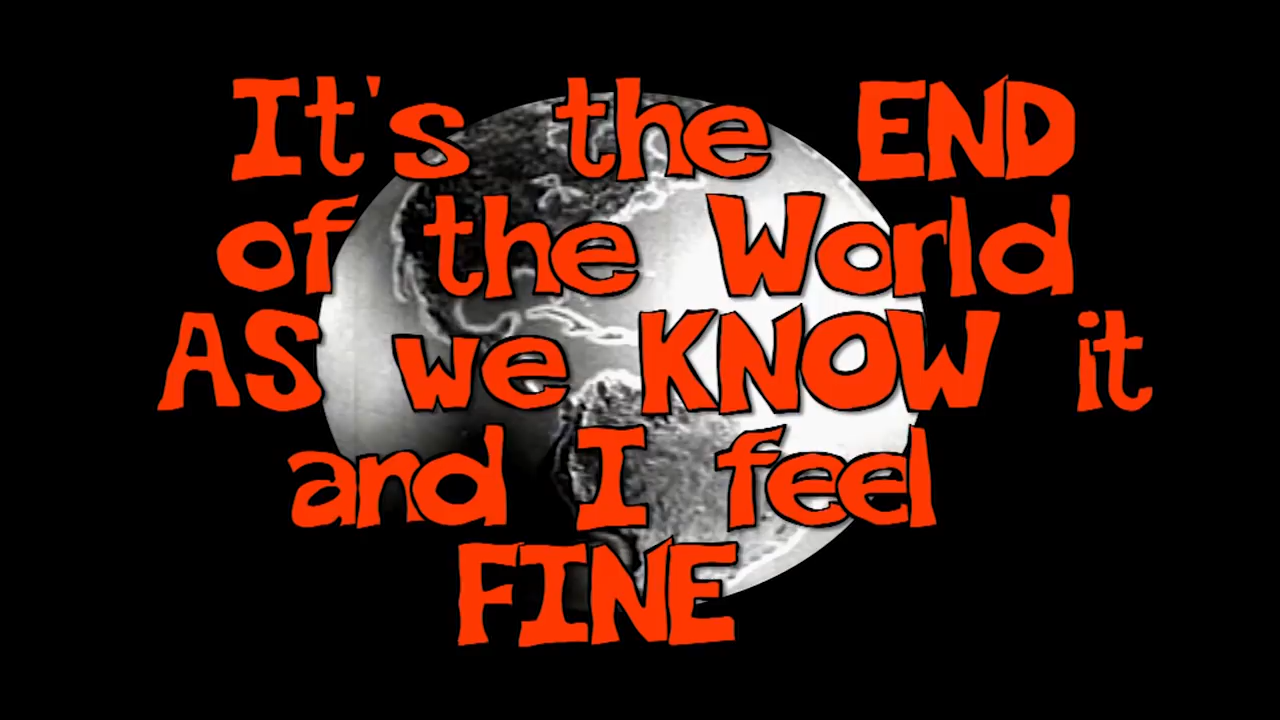 It's the END
of the World
AS we KNOW it
and I feel
FINE